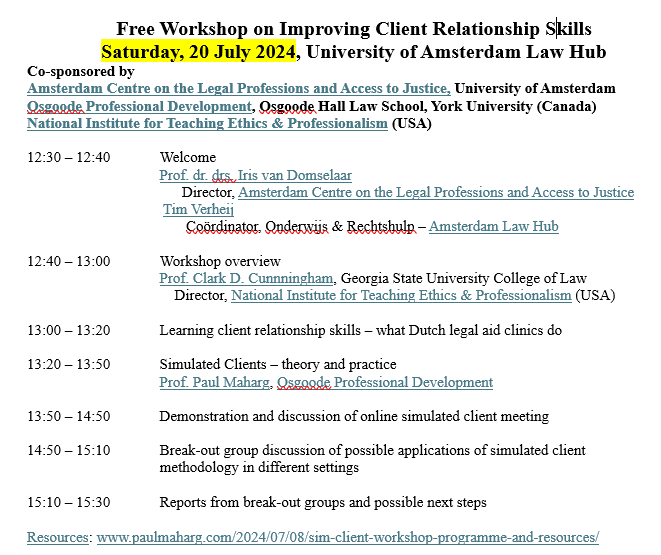 Free Workshop on Improving Client Relationship Skills
Saturday, 20 July 2024, University of Amsterdam Law Hub
Co-sponsored by
Amsterdam Centre on the Legal Professions and Access to Justice, University of Amsterdam
Osgoode Professional Development, Osgoode Hall Law School, York University (Canada)
National Institute for Teaching Ethics & Professionalism (USA)
12:30 – 12:40 Welcome
Prof. dr. drs. Iris van Domselaar
Director, Amsterdam Centre on the Legal Professions and Access to Justice
Tim Verheij
Coördinator, Onderwijs & Rechtshulp – Amsterdam Law Hub
12:40 – 13:00 Workshop overview
Prof. Clark D. Cunnningham, Georgia State University College of Law
Director, National Institute for Teaching Ethics & Professionalism (USA)
13:00 – 13:20 Learning client relationship skills – what Dutch legal aid clinics do
13:20 – 13:50 Simulated Clients – theory and practice
Prof. Paul Maharg, Osgoode Professional Development
13:50 – 14:50 Demonstration and discussion of online simulated client meeting
14:50 – 15:10 Break-out group discussion of possible applications of simulated client
methodology in different settings
15:10 – 15:30 Reports from break-out groups and possible next steps
Resources: www.paulmaharg.com/2024/07/08/sim-client-workshop-programme-and-resources/